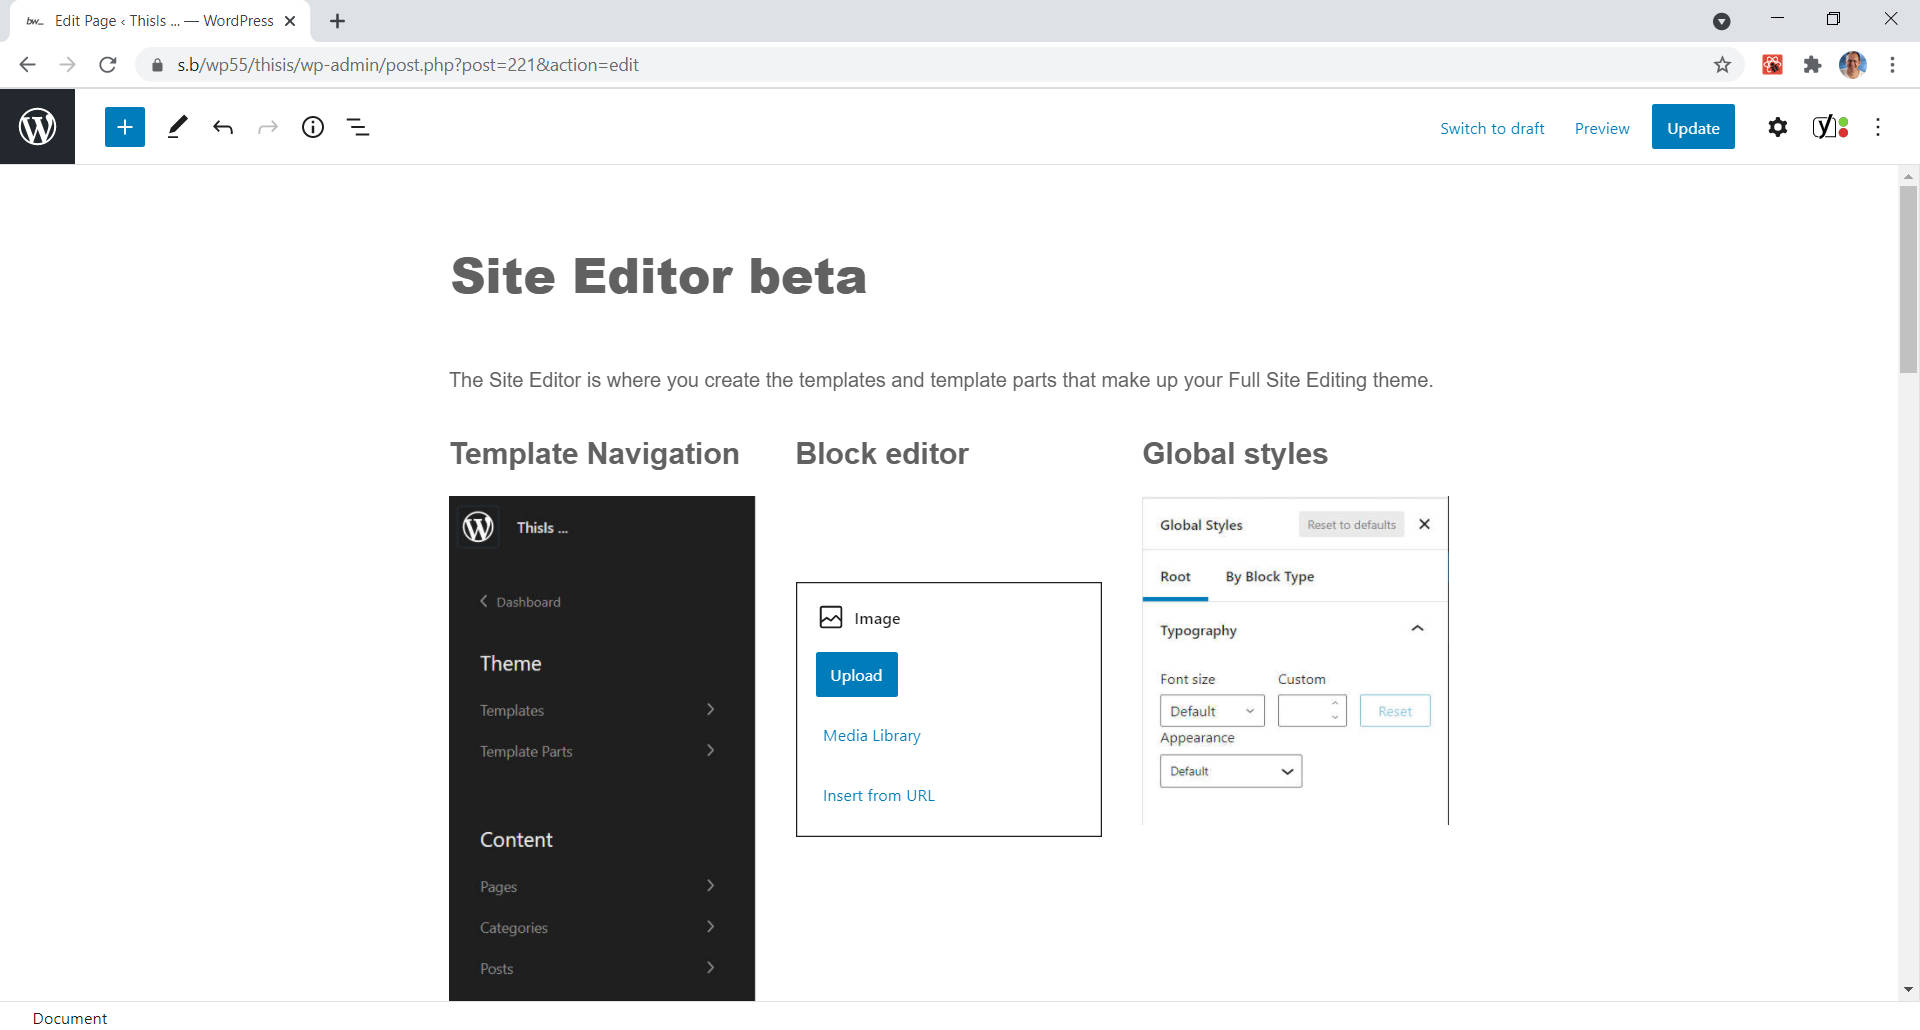 bw_ Edit Page ‹ ThisIs ... — WordPress
s.b/wp55/thisis/wp-admin/post.php?post=221&action=edit
Switch to draft Preview Update
Site Editor beta
The Site Editor is where you create the templates and template parts that make up your Full Site Editing theme.
Template Navigation
ThisIs ...
Dashboard
Theme
Templates
Template Parts
Content
Pages
Categories
Posts
Block editor
Image
Upload
Media Library
Insert from URL
Global styles
Global Styles Reset to defaults
Root By Block Type
Typography
Font size Custom
Default Reset
Appearance
Default
Document